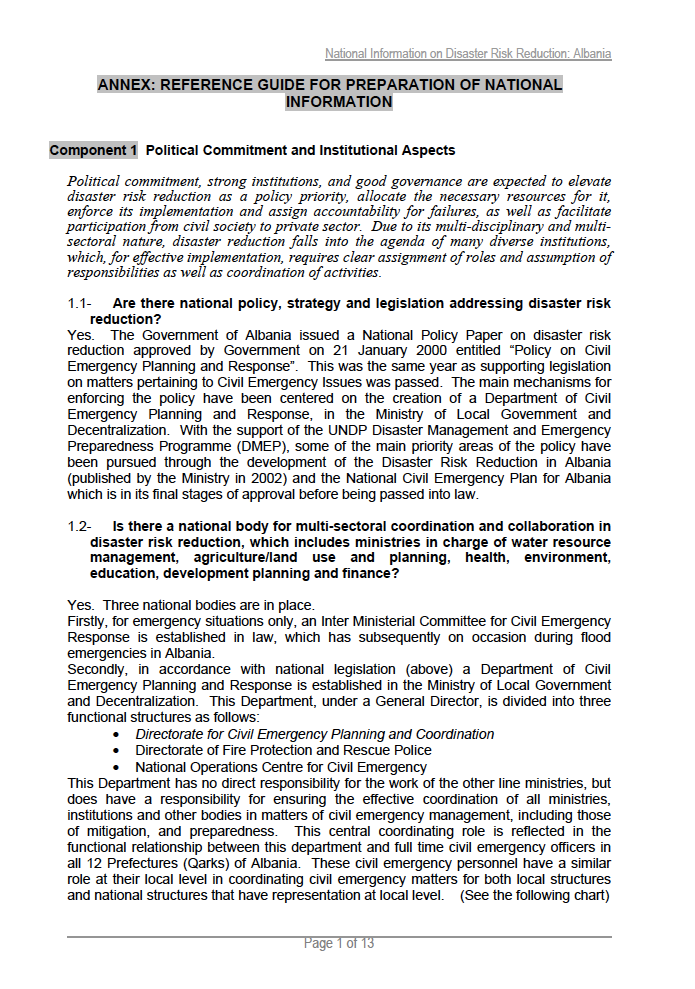 National Information on Disaster Risk Reduction: Albania
ANNEX: REFERENCE GUIDE FOR PREPARATION OF NATIONAL
INFORMATION
Component 1 Political Commitment and Institutional Aspects
Political commitment, strong institutions, and good governance are expected to elevate
disaster risk reduction as a policy priority, allocate the necessary resources for it,
enforce its implementation and assign accountability for failures, as well as facilitate
participation from civil society to private sector. Due to its multi-disciplinary and multi-
sectoral nature, disaster reduction falls into the agenda of many diverse institutions,
which, for effective implementation, requires clear assignment of roles and assumption of
responsibilities as well as coordination of activities.
1.1- Are there national policy, strategy and legislation addressing disaster risk
reduction?
Yes. The Government of Albania issued a National Policy Paper on disaster risk
reduction approved by Government on 21 January 2000 entitled “Policy on Civil
Emergency Planning and Response”. This was the same year as supporting legislation
on matters pertaining to Civil Emergency Issues was passed. The main mechanisms for
enforcing the policy have been centered on the creation of a Department of Civil
Emergency Planning and Response, in the Ministry of Local Government and
Decentralization. With the support of the UNDP Disaster Management and Emergency
Preparedness Programme (DMEP), some of the main priority areas of the policy have
been pursued through the development of the Disaster Risk Reduction in Albania
(published by the Ministry in 2002) and the National Civil Emergency Plan for Albania
which is in its final stages of approval before being passed into law.
1.2- Is there a national body for multi-sectoral coordination and collaboration in
disaster risk reduction, which includes ministries in charge of water resource
management, agriculture/land use and planning, health, environment,
education, development planning and finance?
Yes. Three national bodies are in place.
Firstly, for emergency situations only, an Inter Ministerial Committee for Civil Emergency
Response is established in law, which has subsequently on occasion during flood
emergencies in Albania.
Secondly, in accordance with national legislation (above) a Department of Civil
Emergency Planning and Response is established in the Ministry of Local Government
and Decentralization. This Department, under a General Director, is divided into three
functional structures as follows:
• Directorate for Civil Emergency Planning and Coordination
• Directorate of Fire Protection and Rescue Police
• National Operations Centre for Civil Emergency
This Department has no direct responsibility for the work of the other line ministries, but
does have a responsibility for ensuring the effective coordination of all ministries,
institutions and other bodies in matters of civil emergency management, including those
of mitigation, and preparedness. This central coordinating role is reflected in the
functional relationship between this department and full time civil emergency officers in
all 12 Prefectures (Qarks) of Albania. These civil emergency personnel have a similar
role at their local level in coordinating civil emergency matters for both local structures
and national structures that have representation at local level. (See the following chart)
Page 1 of 13